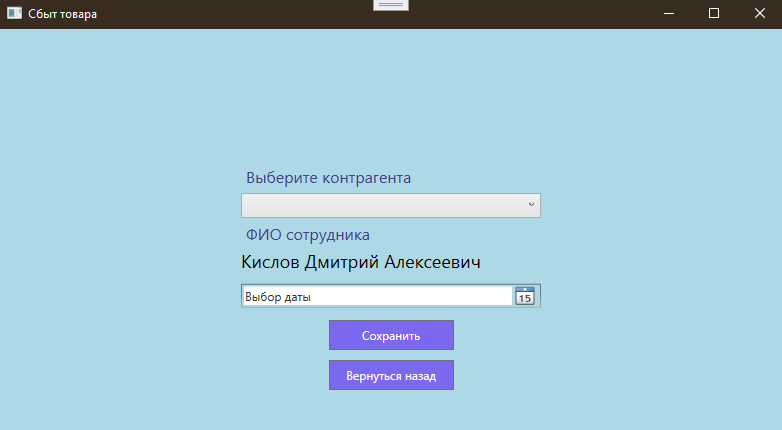 Сбыт товара
Выберите контрагента
ФИО сотрудника
Кислов Дмитрий Алексеевич
Выбор даты
15
Сохранить
Вернуться назад